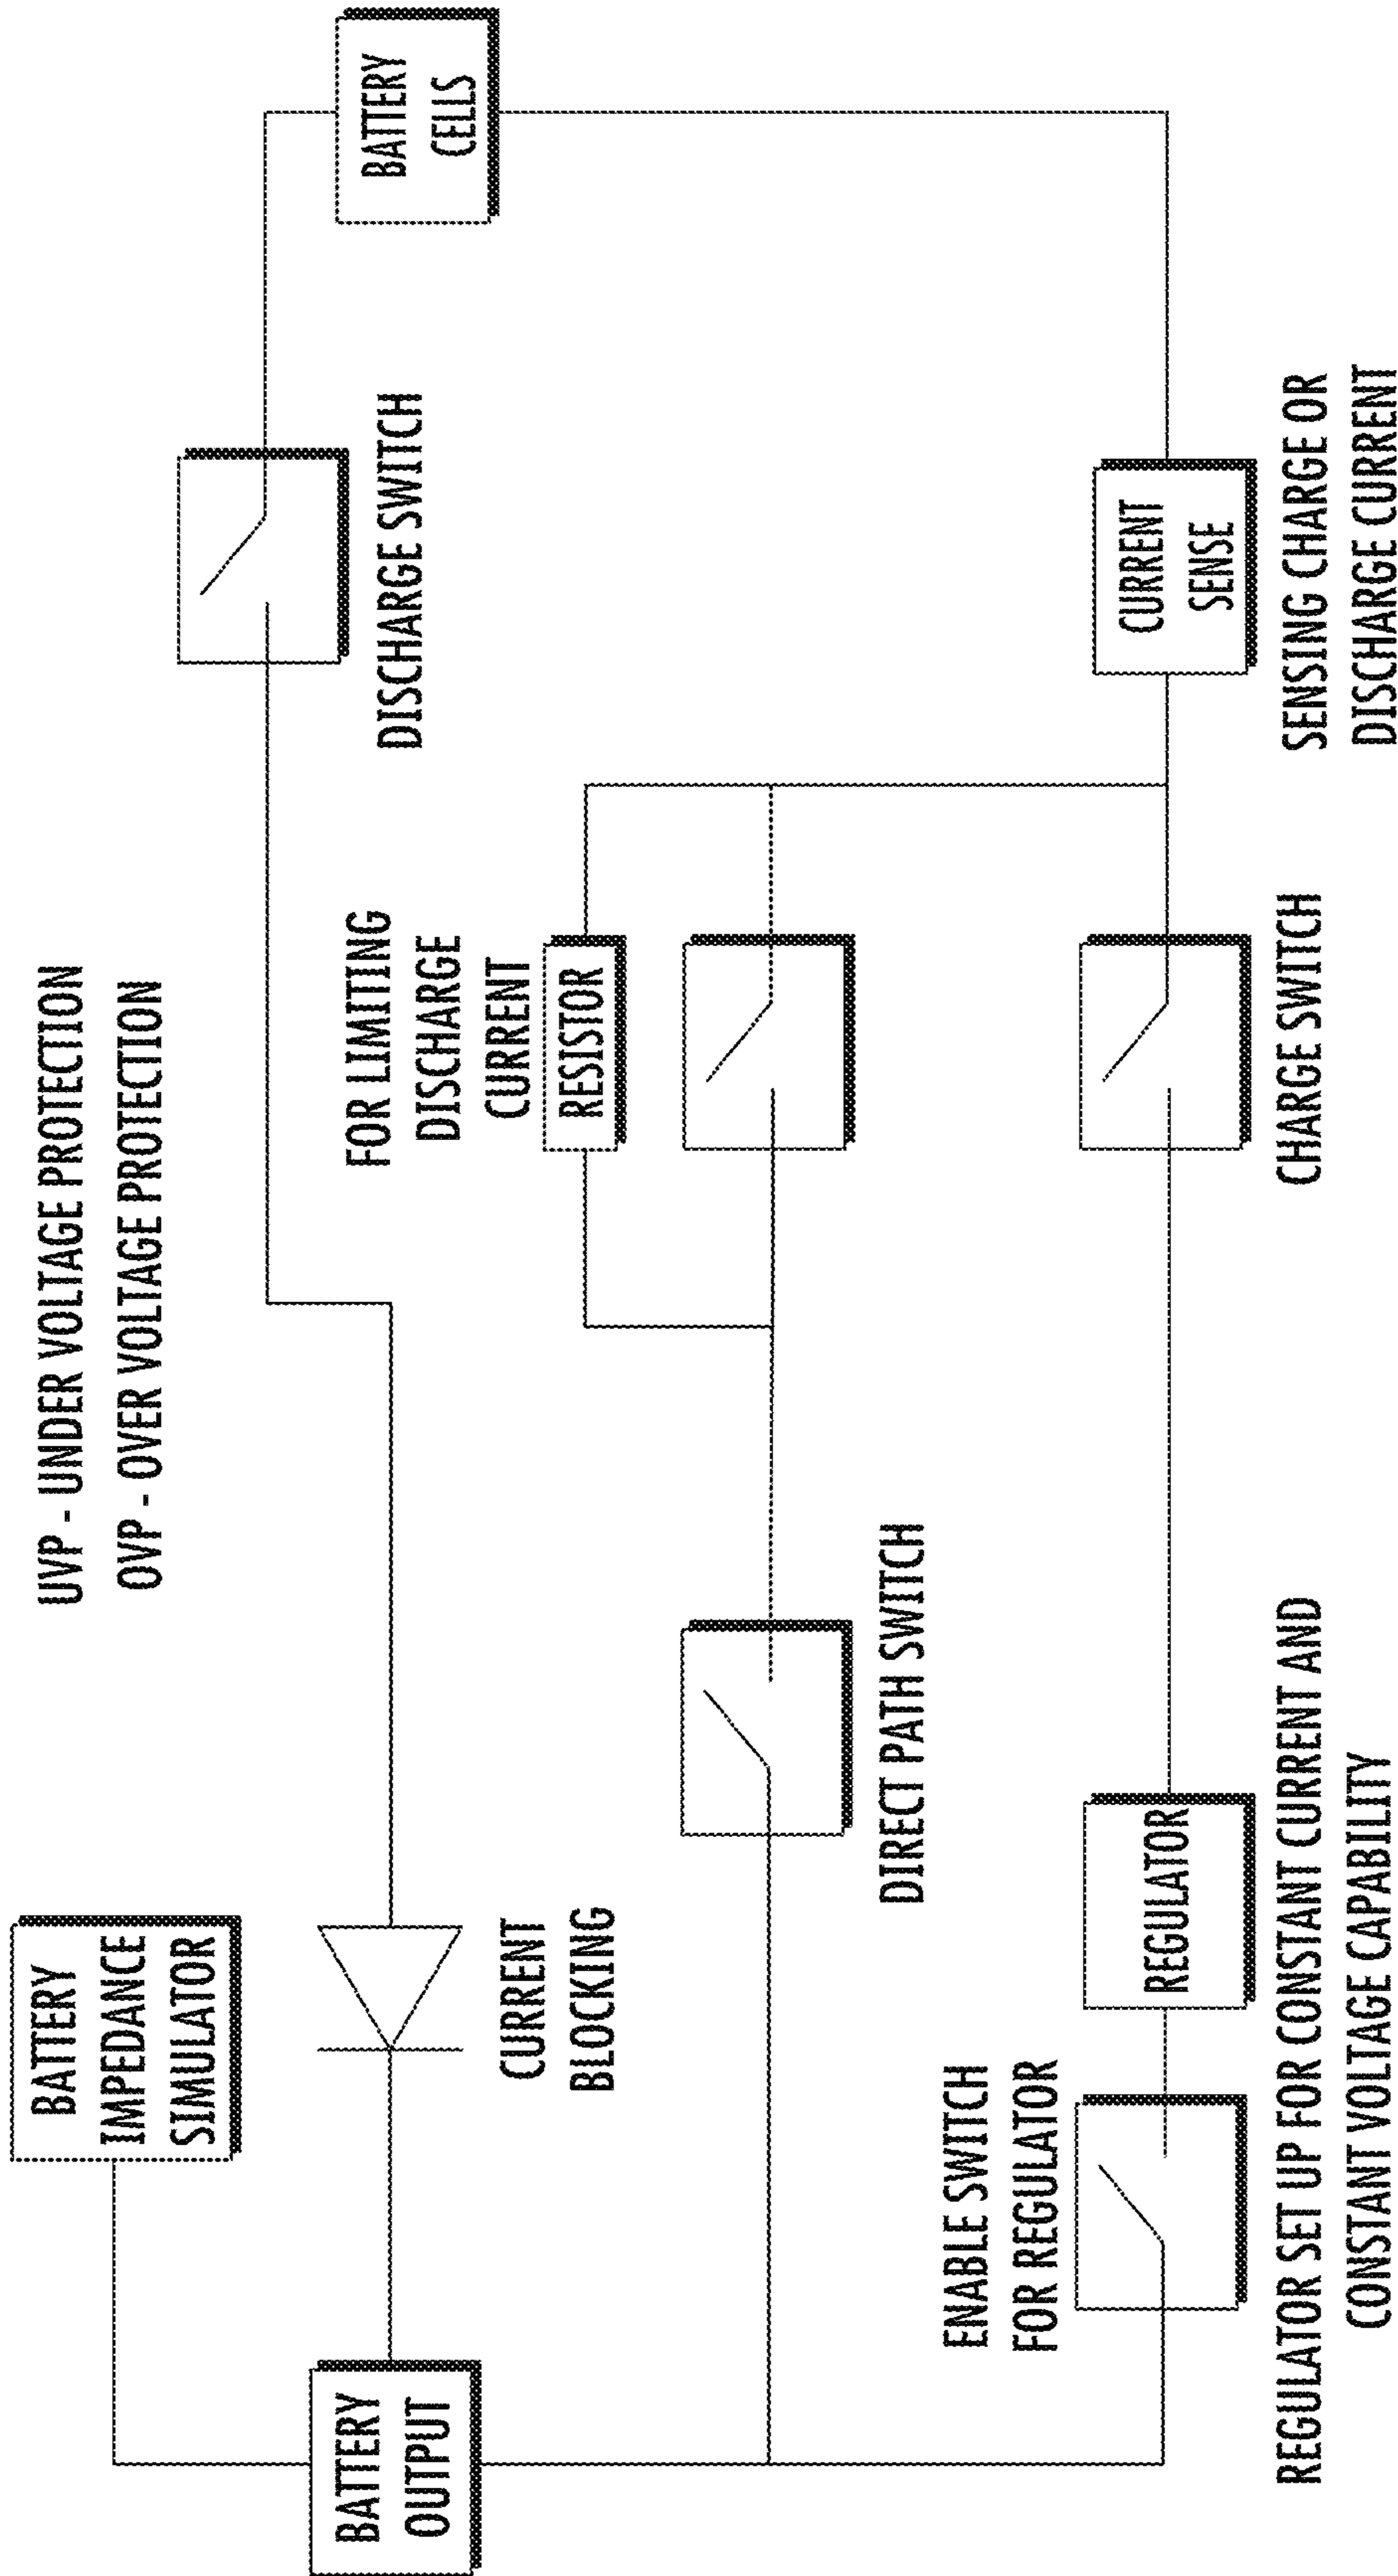 UVP - UNDER VOLTAGE PROTECTION
OVP - OVER VOLTAGE PROTECTION
BATTERY
IMPEDANCE
SIMULATOR
BATTERY
OUTPUT
CURRENT
BLOCKING
DISCHARGE SWITCH
BATTERY
CELLS
FOR LIMITING
DISCHARGE
CURRENT
RESISTOR
DIRECT PATH SWITCH
ENABLE SWITCH
FOR REGULATOR
REGULATOR
REGULATOR SET UP FOR CONSTANT CURRENT AND
CONSTANT VOLTAGE CAPABILITY
CHARGE SWITCH
CURRENT
SENSE
SENSING CHARGE OR
DISCHARGE CURRENT